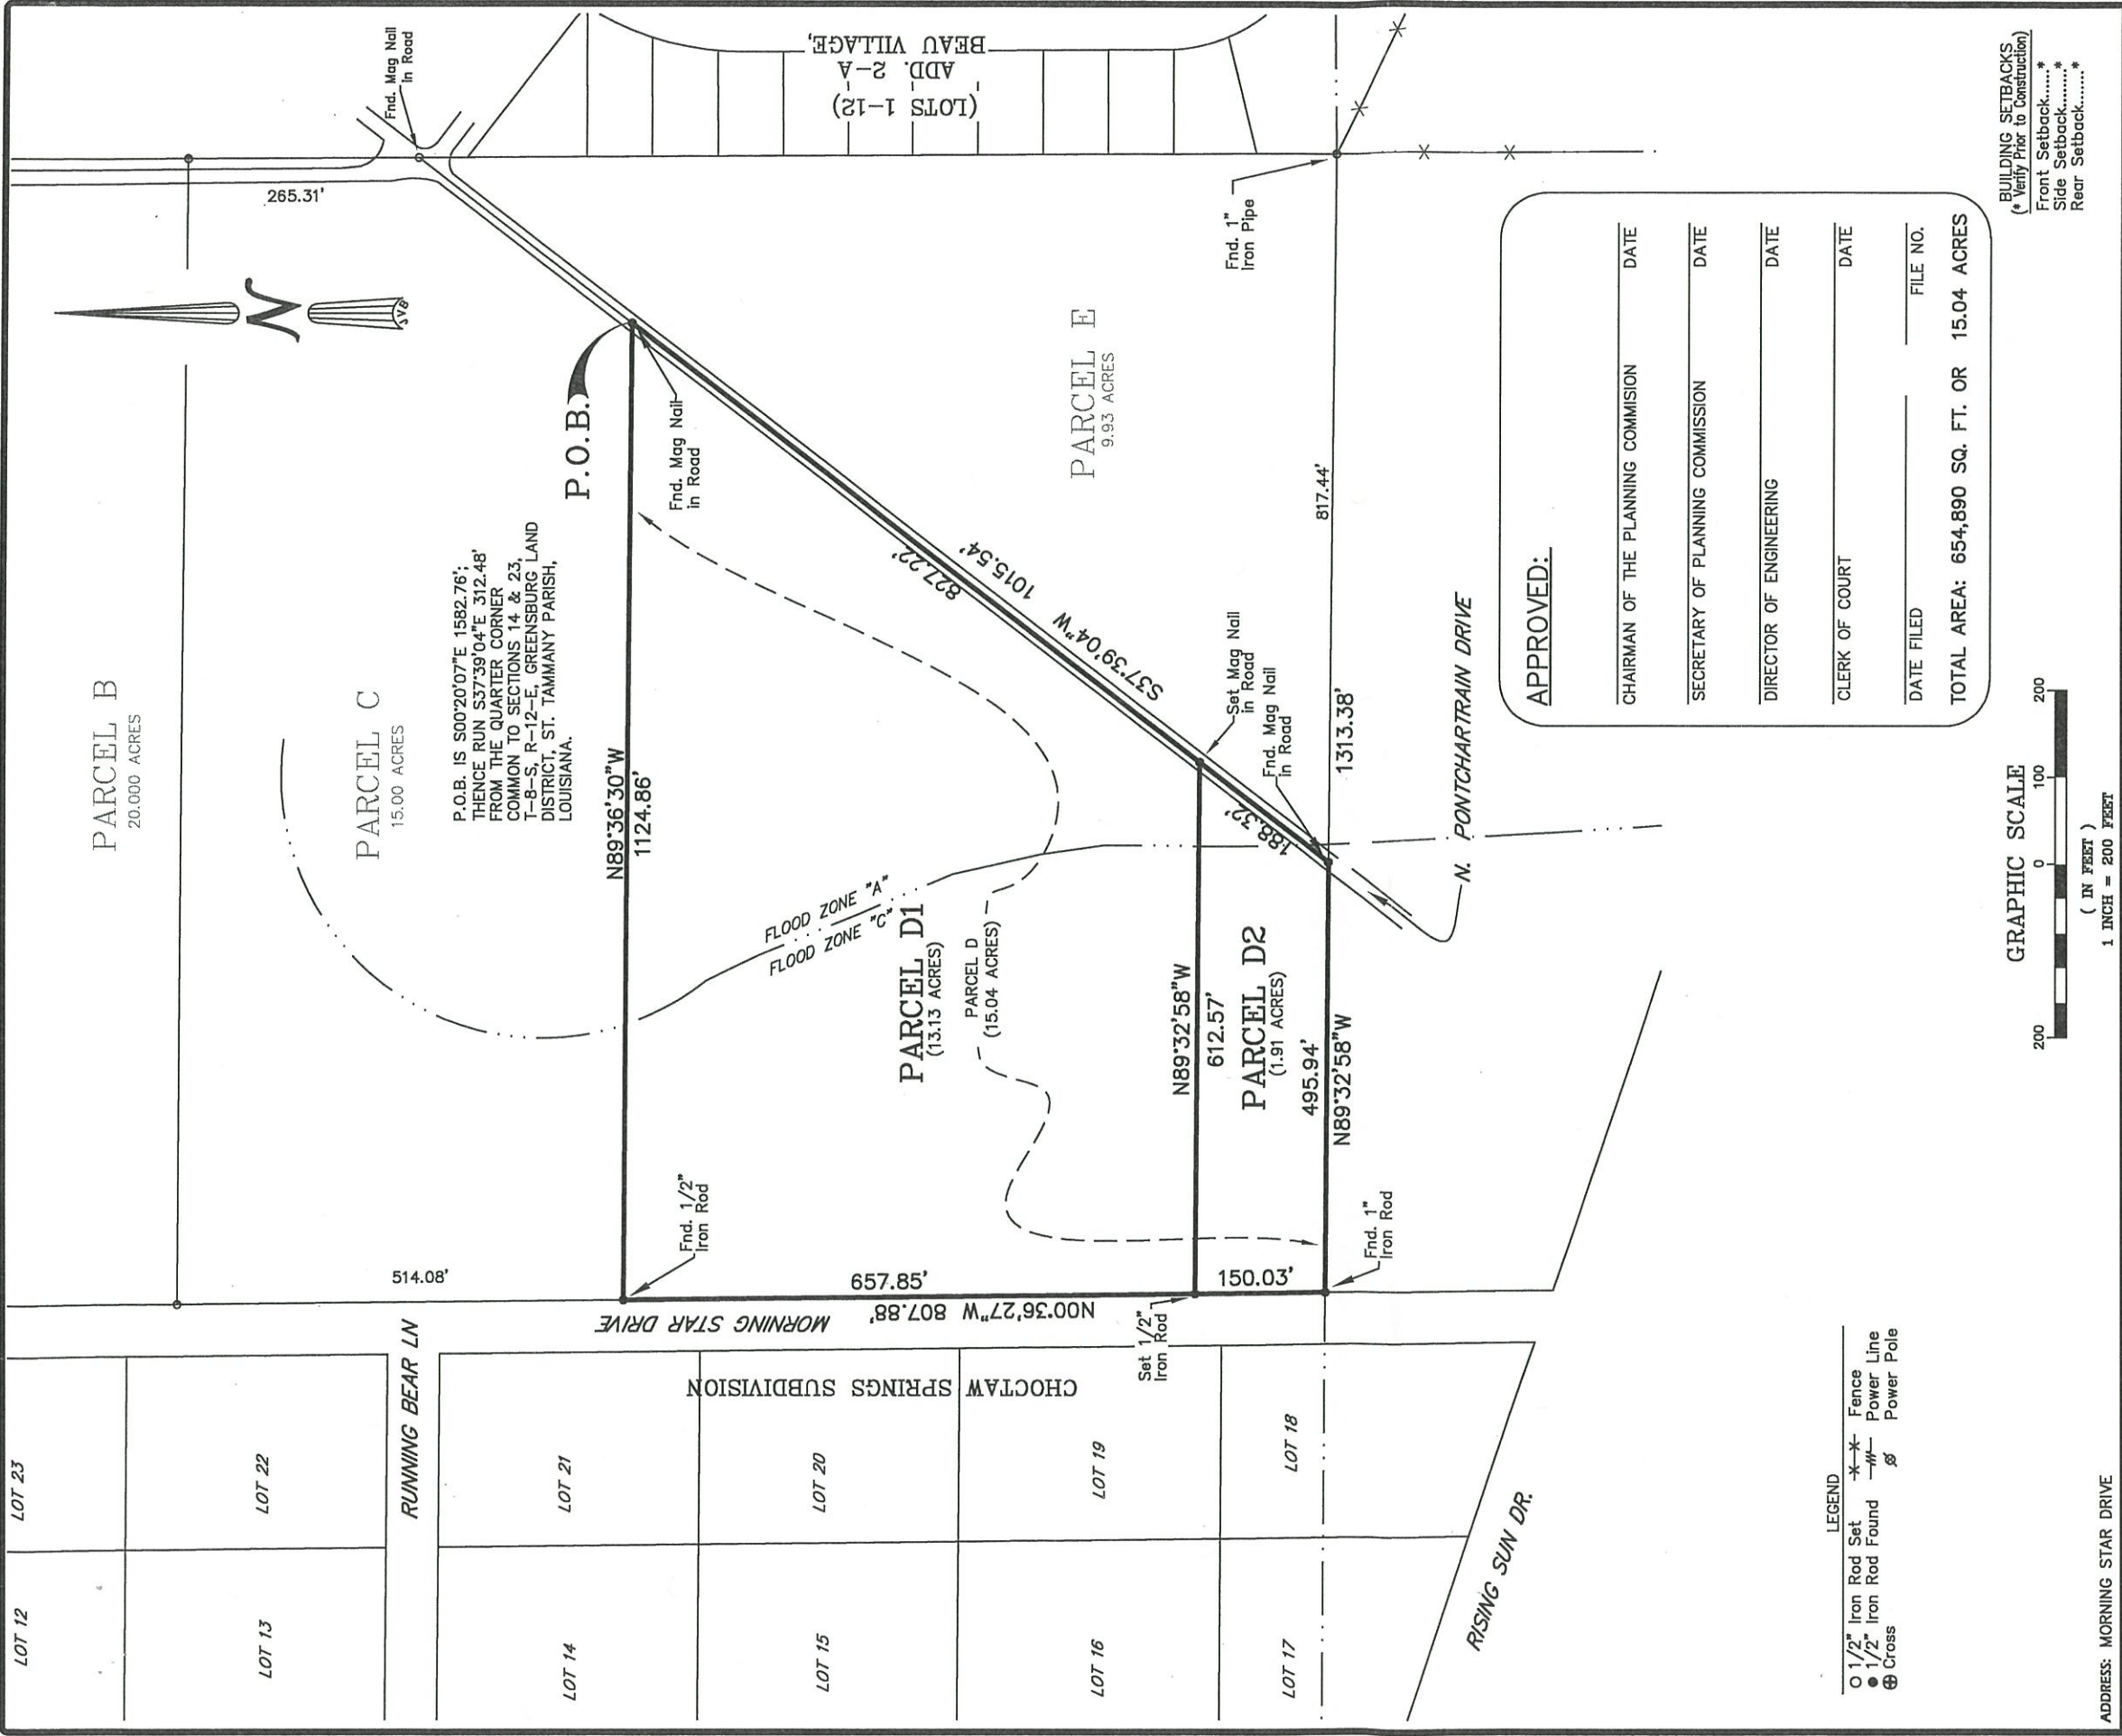 PARCEL B
20.000 ACRES
PARCEL C
15.00 ACRES
265.31'
Fnd. Mag Nail
In Road
N
SVB
BEAU VILLAGE,
ADD. 2-A
(LOTS 1-12)
P.O.B. IS S00°20'07"E 1582.76';
THENCE RUN S37°39'04"E 312.48'
FROM THE QUARTER CORNER
COMMON TO SECTIONS 14 & 23,
T-8-S, R-12-E, GREENSBURG LAND
DISTRICT, ST. TAMMANY PARISH,
LOUISIANA.
P.O.B.
Fnd. Mag Nail
in Road
N89°36'30"W
1124.86'
514.08'
Fnd. 1/2"
Iron Rod
MORNING STAR DRIVE
N00°36'27"W 807.88'
657.85'
150.03'
Set 1/2"
Iron Rod
FLOOD ZONE "A"
FLOOD ZONE "C"
PARCEL D1
(13.13 ACRES)
PARCEL D
(15.04 ACRES)
827.22'
1015.54'
S37°39'04"W
PARCEL E
9.93 ACRES
Fnd. 1"
Iron Pipe
Set Mag Nail
in Road
Fnd. Mag Nail
in Road
188.32'
N89°32'58"W
612.57'
PARCEL D2
(1.91 ACRES)
495.94'
N89°32'58"W
817.44'
1313.38'
Fnd. 1"
Iron Rod
N. PONTCHARTRAIN DRIVE
LOT 23
LOT 22
RUNNING BEAR LN
LOT 21
LOT 20
LOT 19
LOT 18
CHOCTAW SPRINGS SUBDIVISION
LOT 12
LOT 13
LOT 14
LOT 15
LOT 16
LOT 17
RISING SUN DR.
APPROVED:
CHAIRMAN OF THE PLANNING COMMISION DATE
SECRETARY OF PLANNING COMMISSION DATE
DIRECTOR OF ENGINEERING DATE
CLERK OF COURT DATE
DATE FILED FILE NO.
TOTAL AREA: 654,890 SQ. FT. OR 15.04 ACRES
BUILDING SETBACKS
(* Verify Prior to Construction)
Front Setback......*
Side Setback........*
Rear Setback.......*
GRAPHIC SCALE
200 0 100 200
( IN FEET )
1 INCH = 200 FEET
LEGEND
1/2" Iron Rod Set Fence
1/2" Iron Rod Found Power Line
Cross Power Pole
ADDRESS: MORNING STAR DRIVE